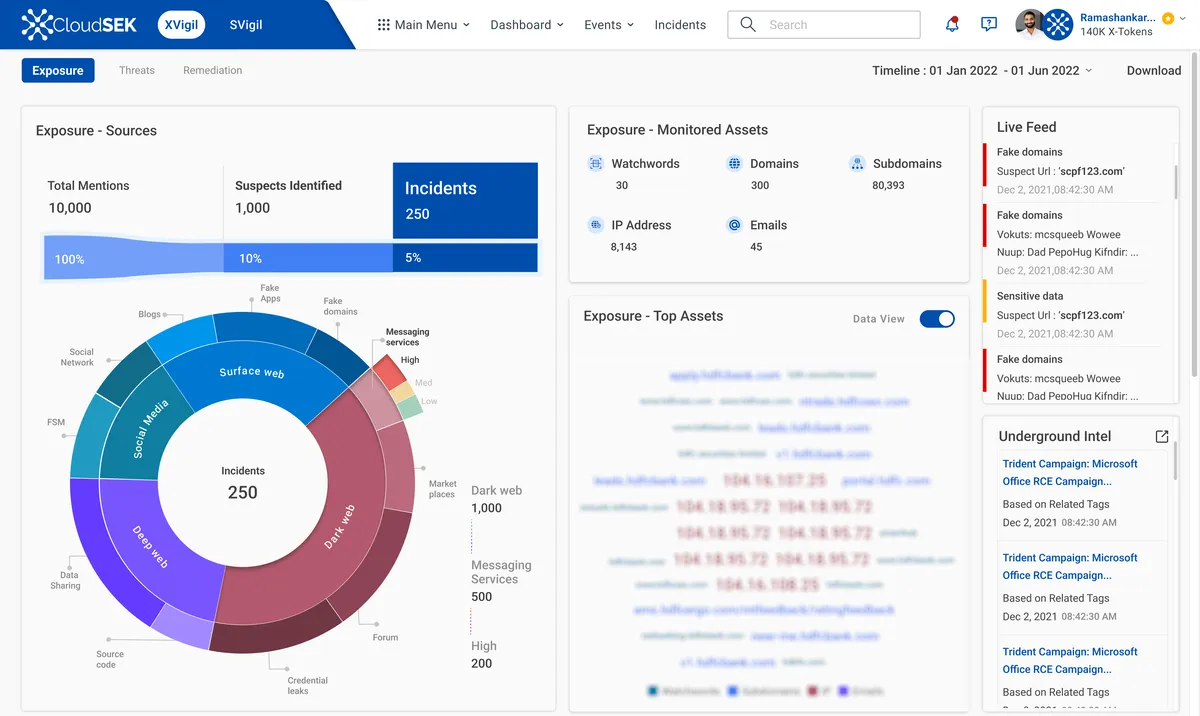 CloudSEK
XVigil
SVigil
Main Menu
Dashboard
Events
Incidents
Search
Ramashankar...
140K X-Tokens
Exposure
Threats
Remediation
Timeline : 01 Jan 2022 - 01 Jun 2022
Download
Exposure - Sources
Total Mentions
10,000
Suspects Identified
1,000
Incidents
250
100%
10%
5%
Fake
Apps
Fake
domains
Blogs
Messaging
services
High
Med
Low
Social
Network
Surface web
Social Media
FSM
Incidents
250
Market
places
Dark web
Deep web
Data
Sharing
Forum
Source
code
Credential
leaks
Dark web
1,000
Messaging
Services
500
High
200
Exposure - Monitored Assets
Watchwords
30
Domains
300
Subdomains
80,393
IP Address
8,143
Emails
45
Exposure - Top Assets
Data View
104.16.107.25
104.18.95.72 104.18.95.72
104.18.95.72 104.18.95.72
104.18.95.72 104.18.95.72
104.16.108.25
Watchwords
Subdomains
IP
Emails
Live Feed
Fake domains
Suspect Url : ‘scpf123.com’
Dec 2, 2021,08:42:30 AM
Fake domains
Vokuts: mcsqueeb Wowee
Nuup: Dad PepoHug Kifndir: ...
Dec 2, 2021,08:42:30 AM
Sensitive data
Suspect Url : ‘scpf123.com’
Dec 2, 2021,08:42:30 AM
Fake domains
Vokuts: mcsqueeb Wowee
Nuup: Dad PepoHug Kifndir: ...
Underground Intel
Trident Campaign: Microsoft
Office RCE Campaign...
Based on Related Tags
Dec 2, 2021 08:42:30 AM
Trident Campaign: Microsoft
Office RCE Campaign...
Based on Related Tags
Dec 2, 2021 08:42:30 AM
Trident Campaign: Microsoft
Office RCE Campaign...
Based on Related Tags